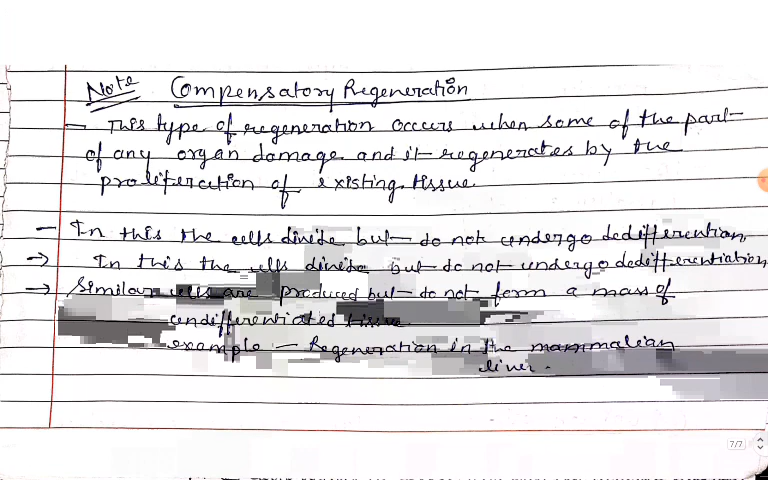 Note Compensatory Regeneration
- This type of regeneration occurs when some of the part
of any organ damage and it regenerates by the
proliferation of existing tissue.
- In this the cells divide but do not undergo dedifferention,
→ In this the cells divide but do not undergo dedifferentiation
→ Similar cells are produced but do not form a mass of
undifferentiated tissue.
example - Regeneration in the mammalian
liver.
7/7